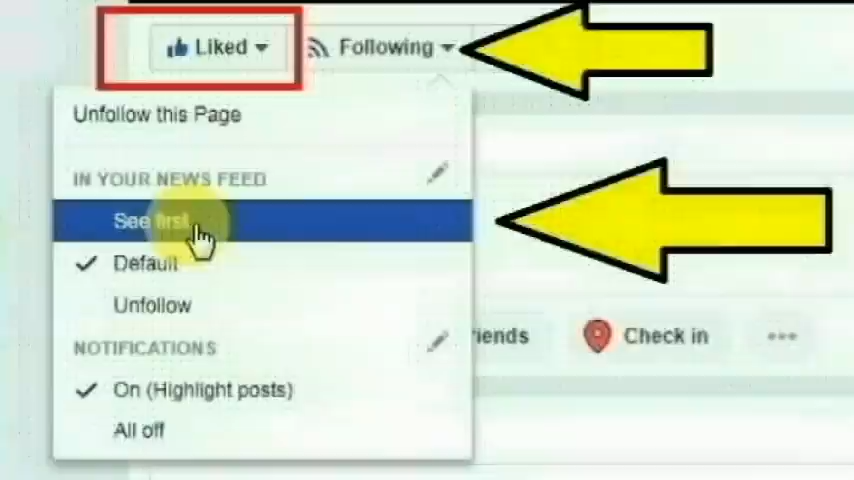 Liked Following
Unfollow this Page
IN YOUR NEWS FEED
See first
Default
Unfollow
riends Check in
NOTIFICATIONS
On (Highlight posts)
All off